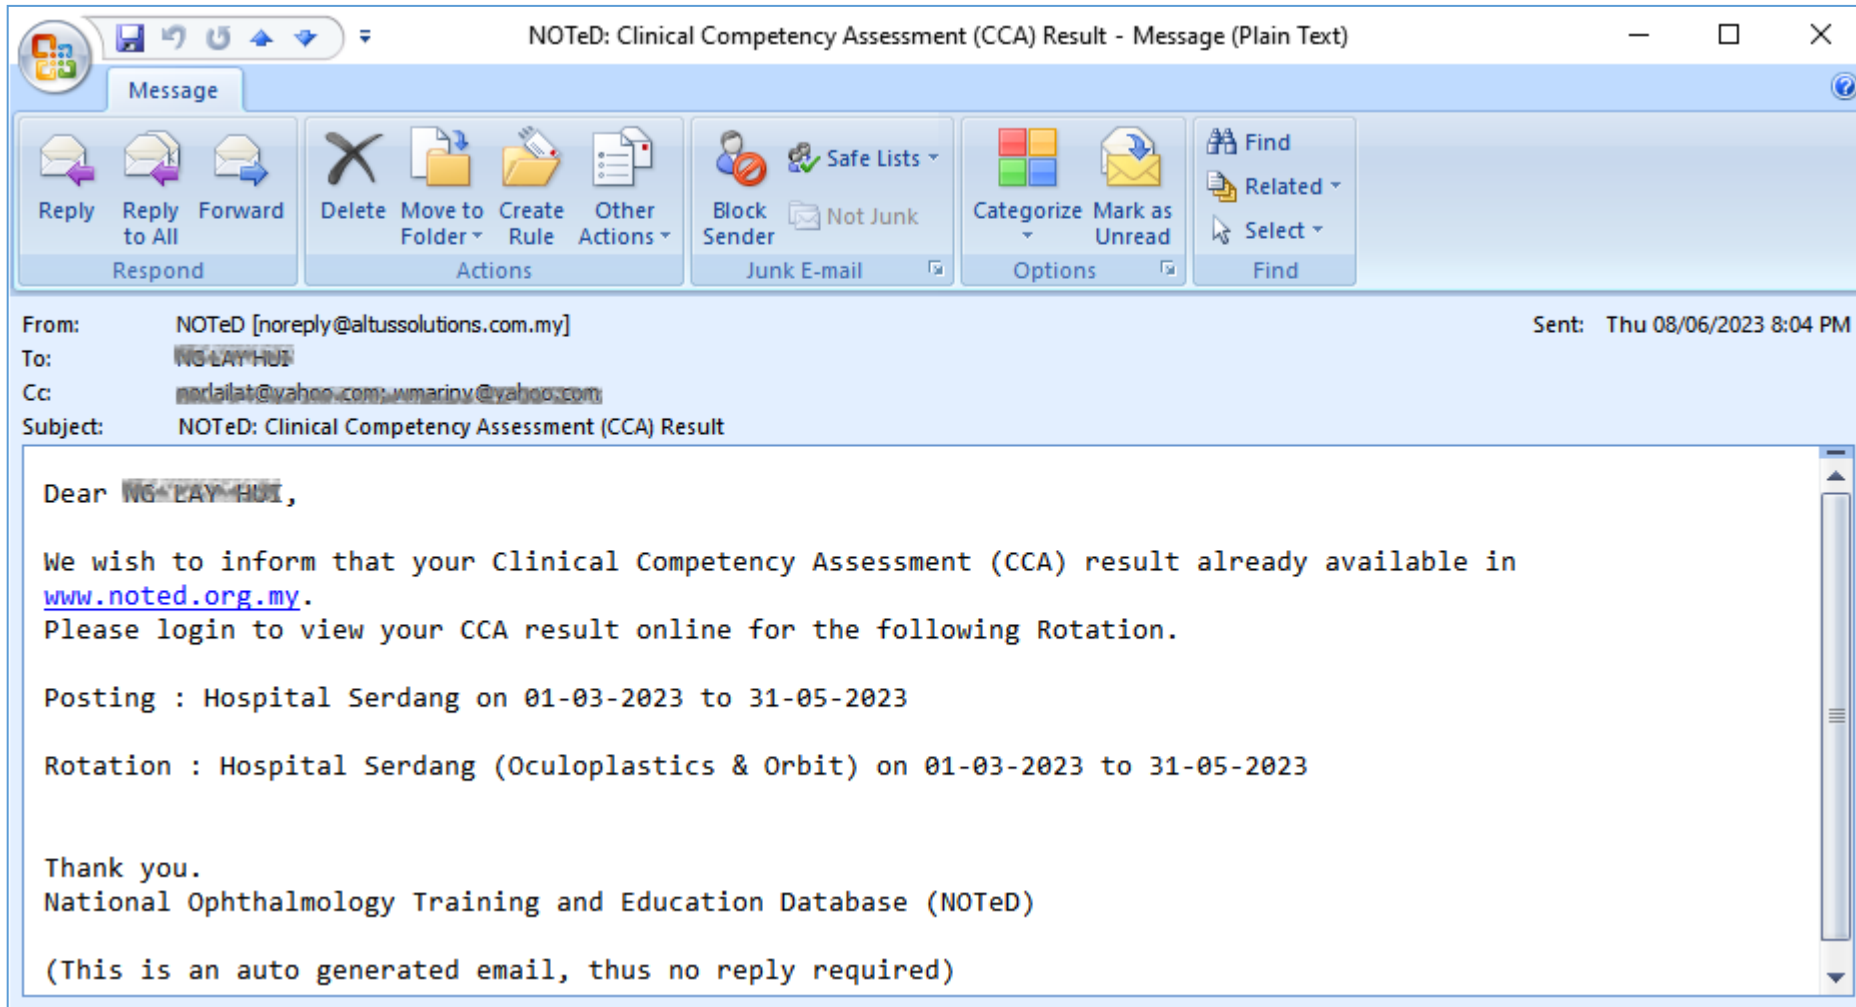 NOTeD: Clinical Competency Assessment (CCA) Result - Message (Plain Text)
Message
Reply
Reply to All
Forward
Respond
Delete
Move to Folder
Create Rule
Other Actions
Actions
Block Sender
Safe Lists
Not Junk
Junk E-mail
Categorize
Mark as Unread
Options
Find
Related
Select
Find
From: NOTeD [noreply@altussolutions.com.my] Sent: Thu 08/06/2023 8:04 PM
To:
Cc:
Subject: NOTeD: Clinical Competency Assessment (CCA) Result
Dear ,
We wish to inform that your Clinical Competency Assessment (CCA) result already available in
www.noted.org.my.
Please login to view your CCA result online for the following Rotation.
Posting : Hospital Serdang on 01-03-2023 to 31-05-2023
Rotation : Hospital Serdang (Oculoplastics & Orbit) on 01-03-2023 to 31-05-2023
Thank you.
National Ophthalmology Training and Education Database (NOTeD)
(This is an auto generated email, thus no reply required)